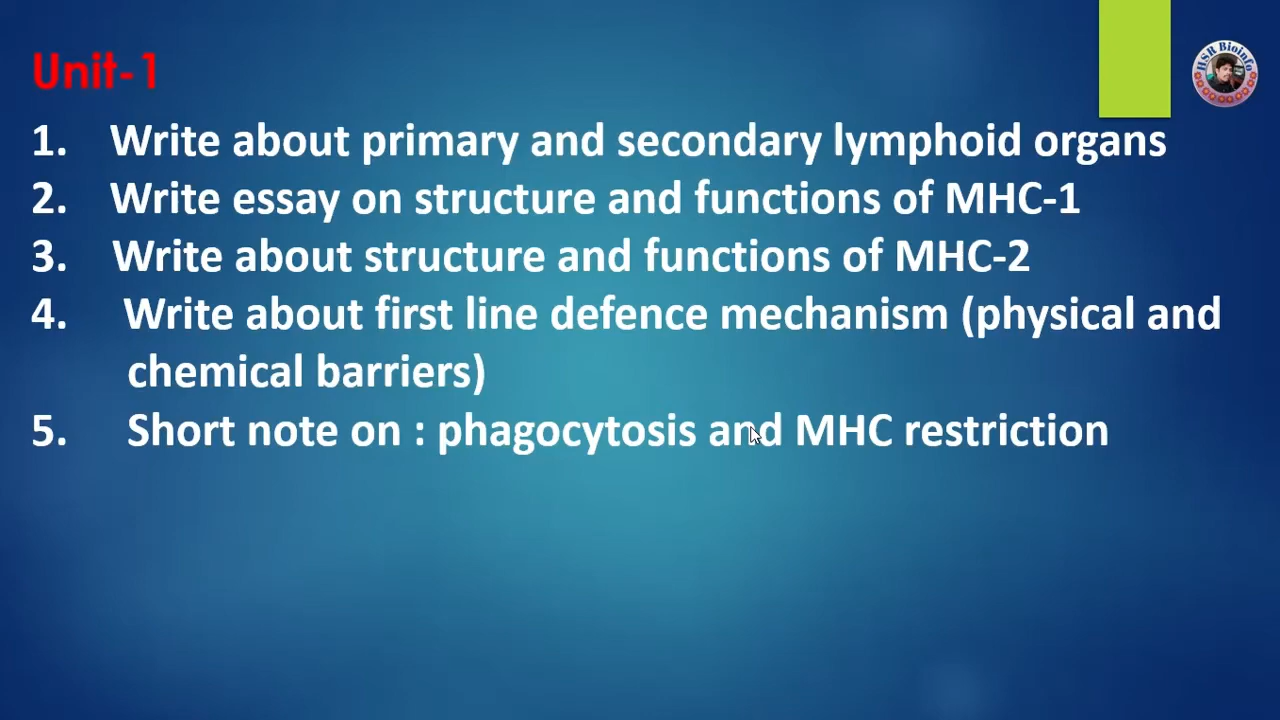 Unit-1
HSR Bioinfo
1. Write about primary and secondary lymphoid organs
2. Write essay on structure and functions of MHC-1
3. Write about structure and functions of MHC-2
4. Write about first line defence mechanism (physical and
chemical barriers)
5. Short note on : phagocytosis and MHC restriction